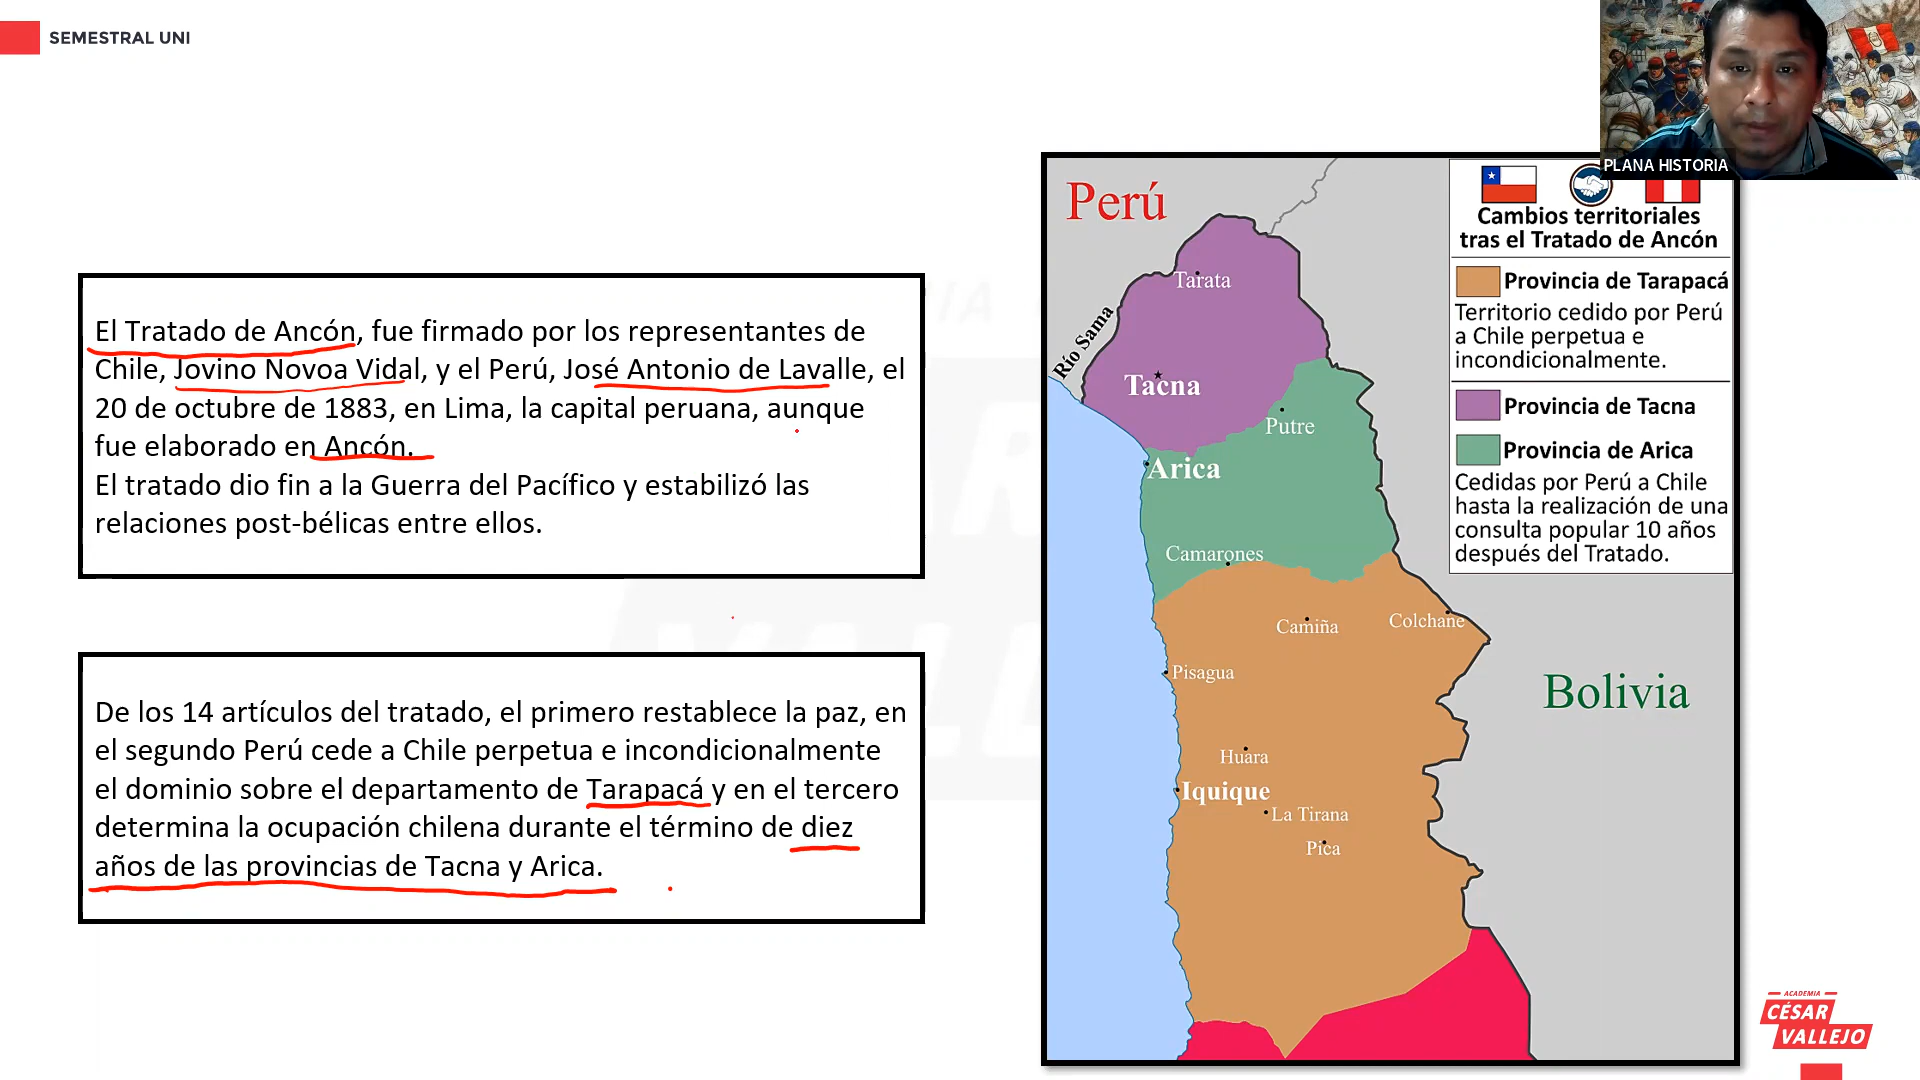 SEMESTRAL UNI
PLANA HISTORIA
El Tratado de Ancón, fue firmado por los representantes de
Chile, Jovino Novoa Vidal, y el Perú, José Antonio de Lavalle, el
20 de octubre de 1883, en Lima, la capital peruana, aunque
fue elaborado en Ancón.
El tratado dio fin a la Guerra del Pacífico y estabilizó las
relaciones post-bélicas entre ellos.
De los 14 artículos del tratado, el primero restablece la paz, en
el segundo Perú cede a Chile perpetua e incondicionalmente
el dominio sobre el departamento de Tarapacá y en el tercero
determina la ocupación chilena durante el término de diez
años de las provincias de Tacna y Arica.
Perú
Tarata
Río Sama
Tacna
Putre
Arica
Camarones
Camiña
Colchane
Pisagua
Bolivia
Huara
Iquique
La Tirana
Pica
Cambios territoriales
tras el Tratado de Ancón
Provincia de Tarapacá
Territorio cedido por Perú
a Chile perpetua e
incondicionalmente.
Provincia de Tacna
Provincia de Arica
Cedidas por Perú a Chile
hasta la realización de una
consulta popular 10 años
después del Tratado.
ACADEMIA
CÉSAR
VALLEJO